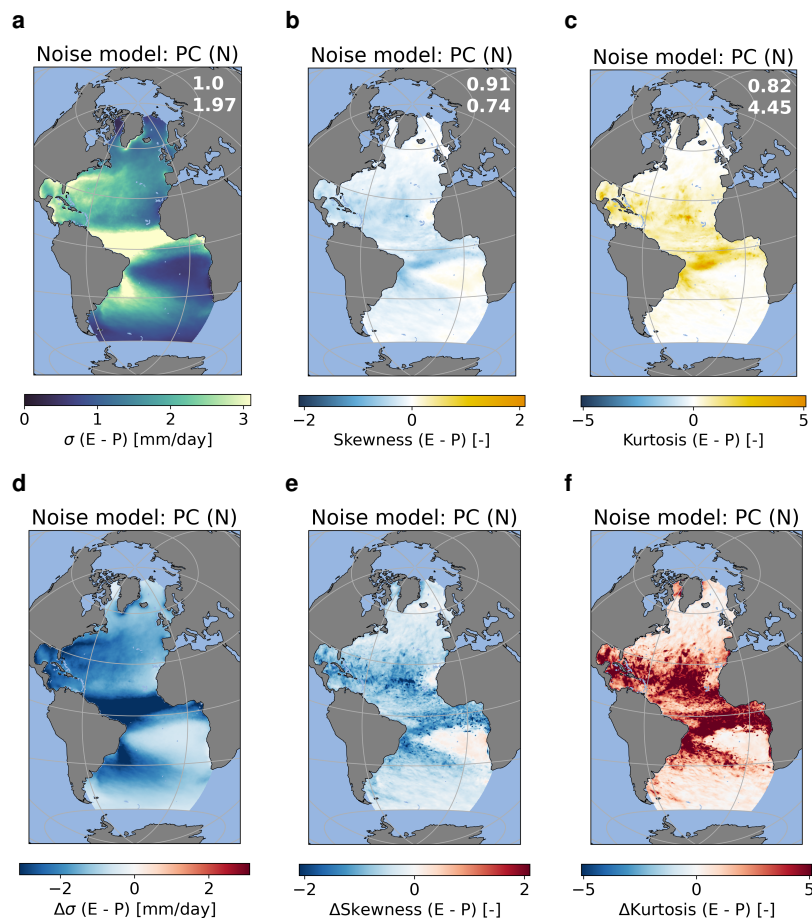 a
b
c
Noise model: PC (N)
Noise model: PC (N)
Noise model: PC (N)
1.0
1.97
0.91
0.74
0.82
4.45
0
1
2
3
−2
0
2
−5
0
5
σ (E - P) [mm/day]
Skewness (E - P) [-]
Kurtosis (E - P) [-]
d
e
f
Noise model: PC (N)
Noise model: PC (N)
Noise model: PC (N)
−2
0
2
−2
0
2
−5
0
5
Δσ (E - P) [mm/day]
ΔSkewness (E - P) [-]
ΔKurtosis (E - P) [-]